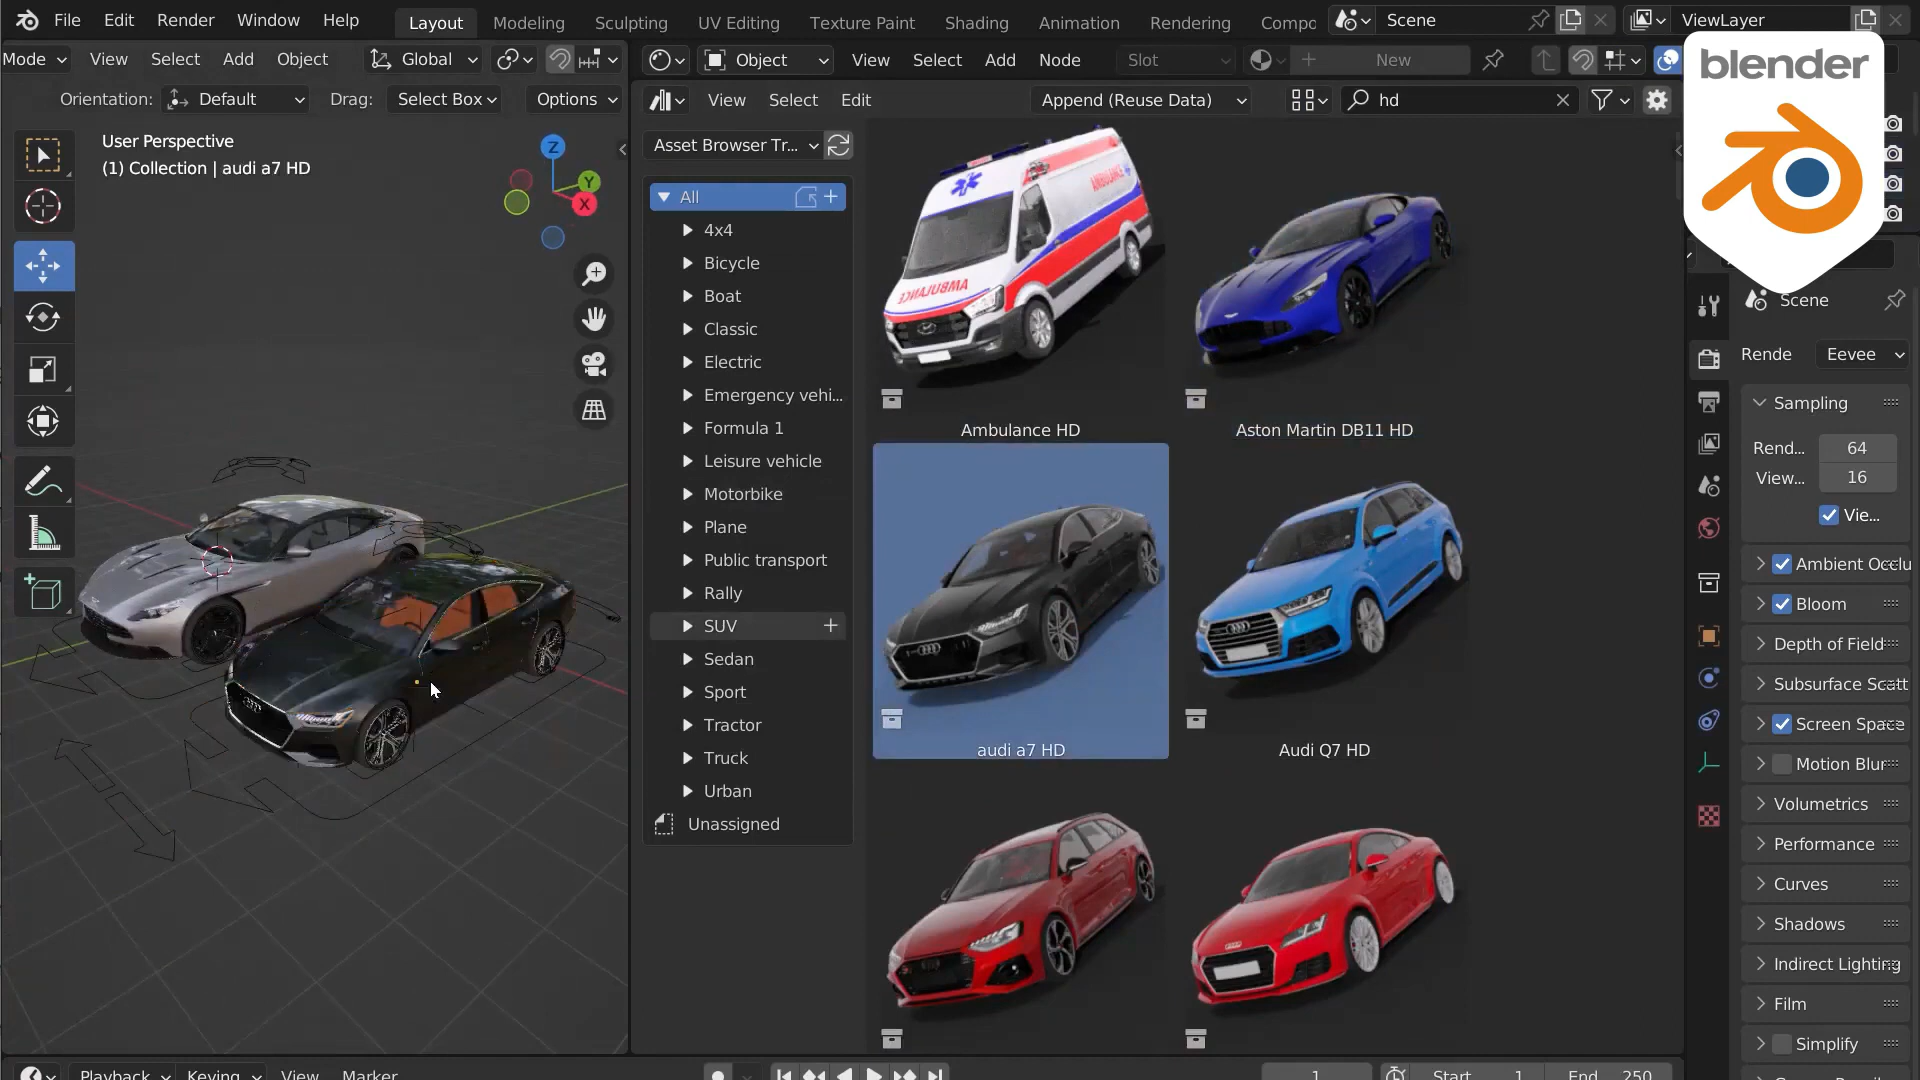 File Edit Render Window Help Layout Modeling Sculpting UV Editing Texture Paint Shading Animation Rendering Compo Scene ViewLayer
Mode View Select Add Object Global Object View Select Add Node Slot New
blender
Orientation: Default Drag: Select Box Options View Select Edit Append (Reuse Data) hd
User Perspective
(1) Collection | audi a7 HD
Z
Y
X
Asset Browser Tr...
All
4x4
Bicycle
Boat
Classic
Electric
Emergency vehi...
Formula 1
Leisure vehicle
Motorbike
Plane
Public transport
Rally
SUV
Sedan
Sport
Tractor
Truck
Urban
Unassigned
AMBULANCE
Ambulance HD
Aston Martin DB11 HD
audi a7 HD
Audi Q7 HD
Scene
Rende Eevee
Sampling
Rend... 64
View... 16
Vie...
Ambient Occlu
Bloom
Depth of Field
Subsurface Scatt
Screen Space
Motion Blur
Volumetrics
Performance
Curves
Shadows
Indirect Lighting
Film
Simplify
Playback Keying View Marker 1 Start 1 End 250